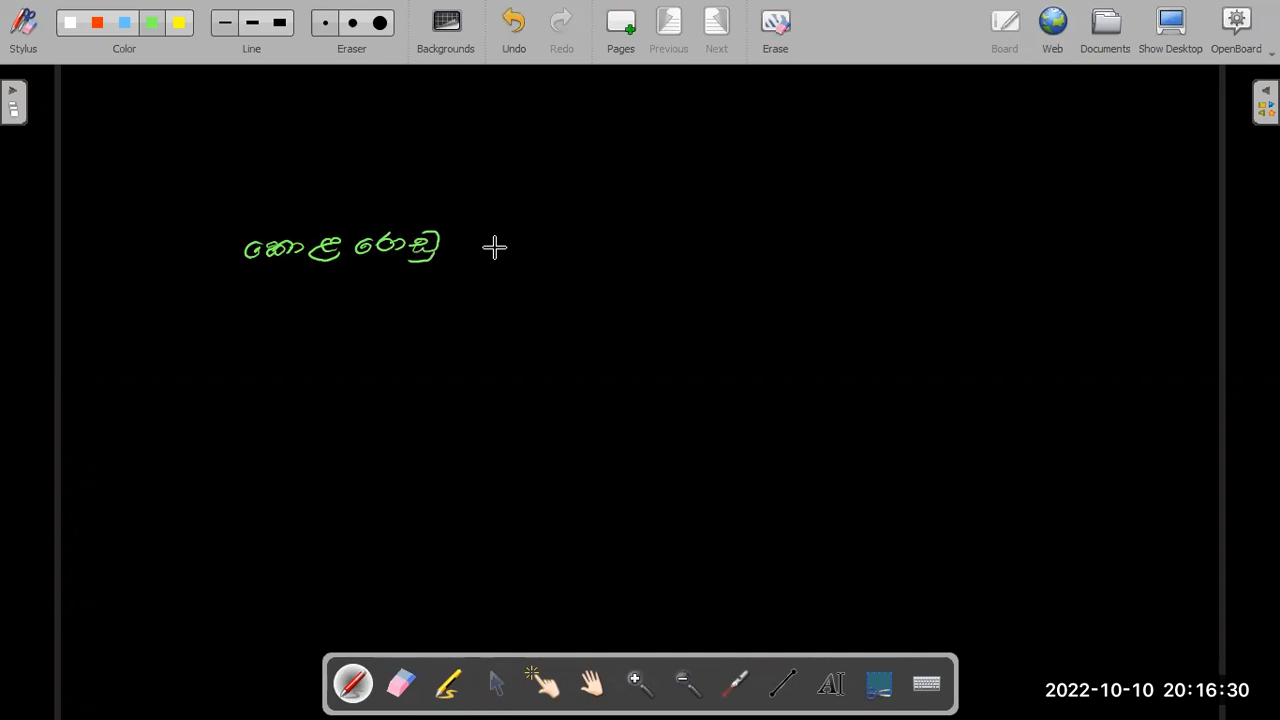 Stylus
Color
Line
Eraser
Backgrounds
Undo
Redo
Pages
Previous
Next
Erase
Board
Web
Documents
Show Desktop
OpenBoard
කොළ රොඩු
AI
2022-10-10 20:16:30